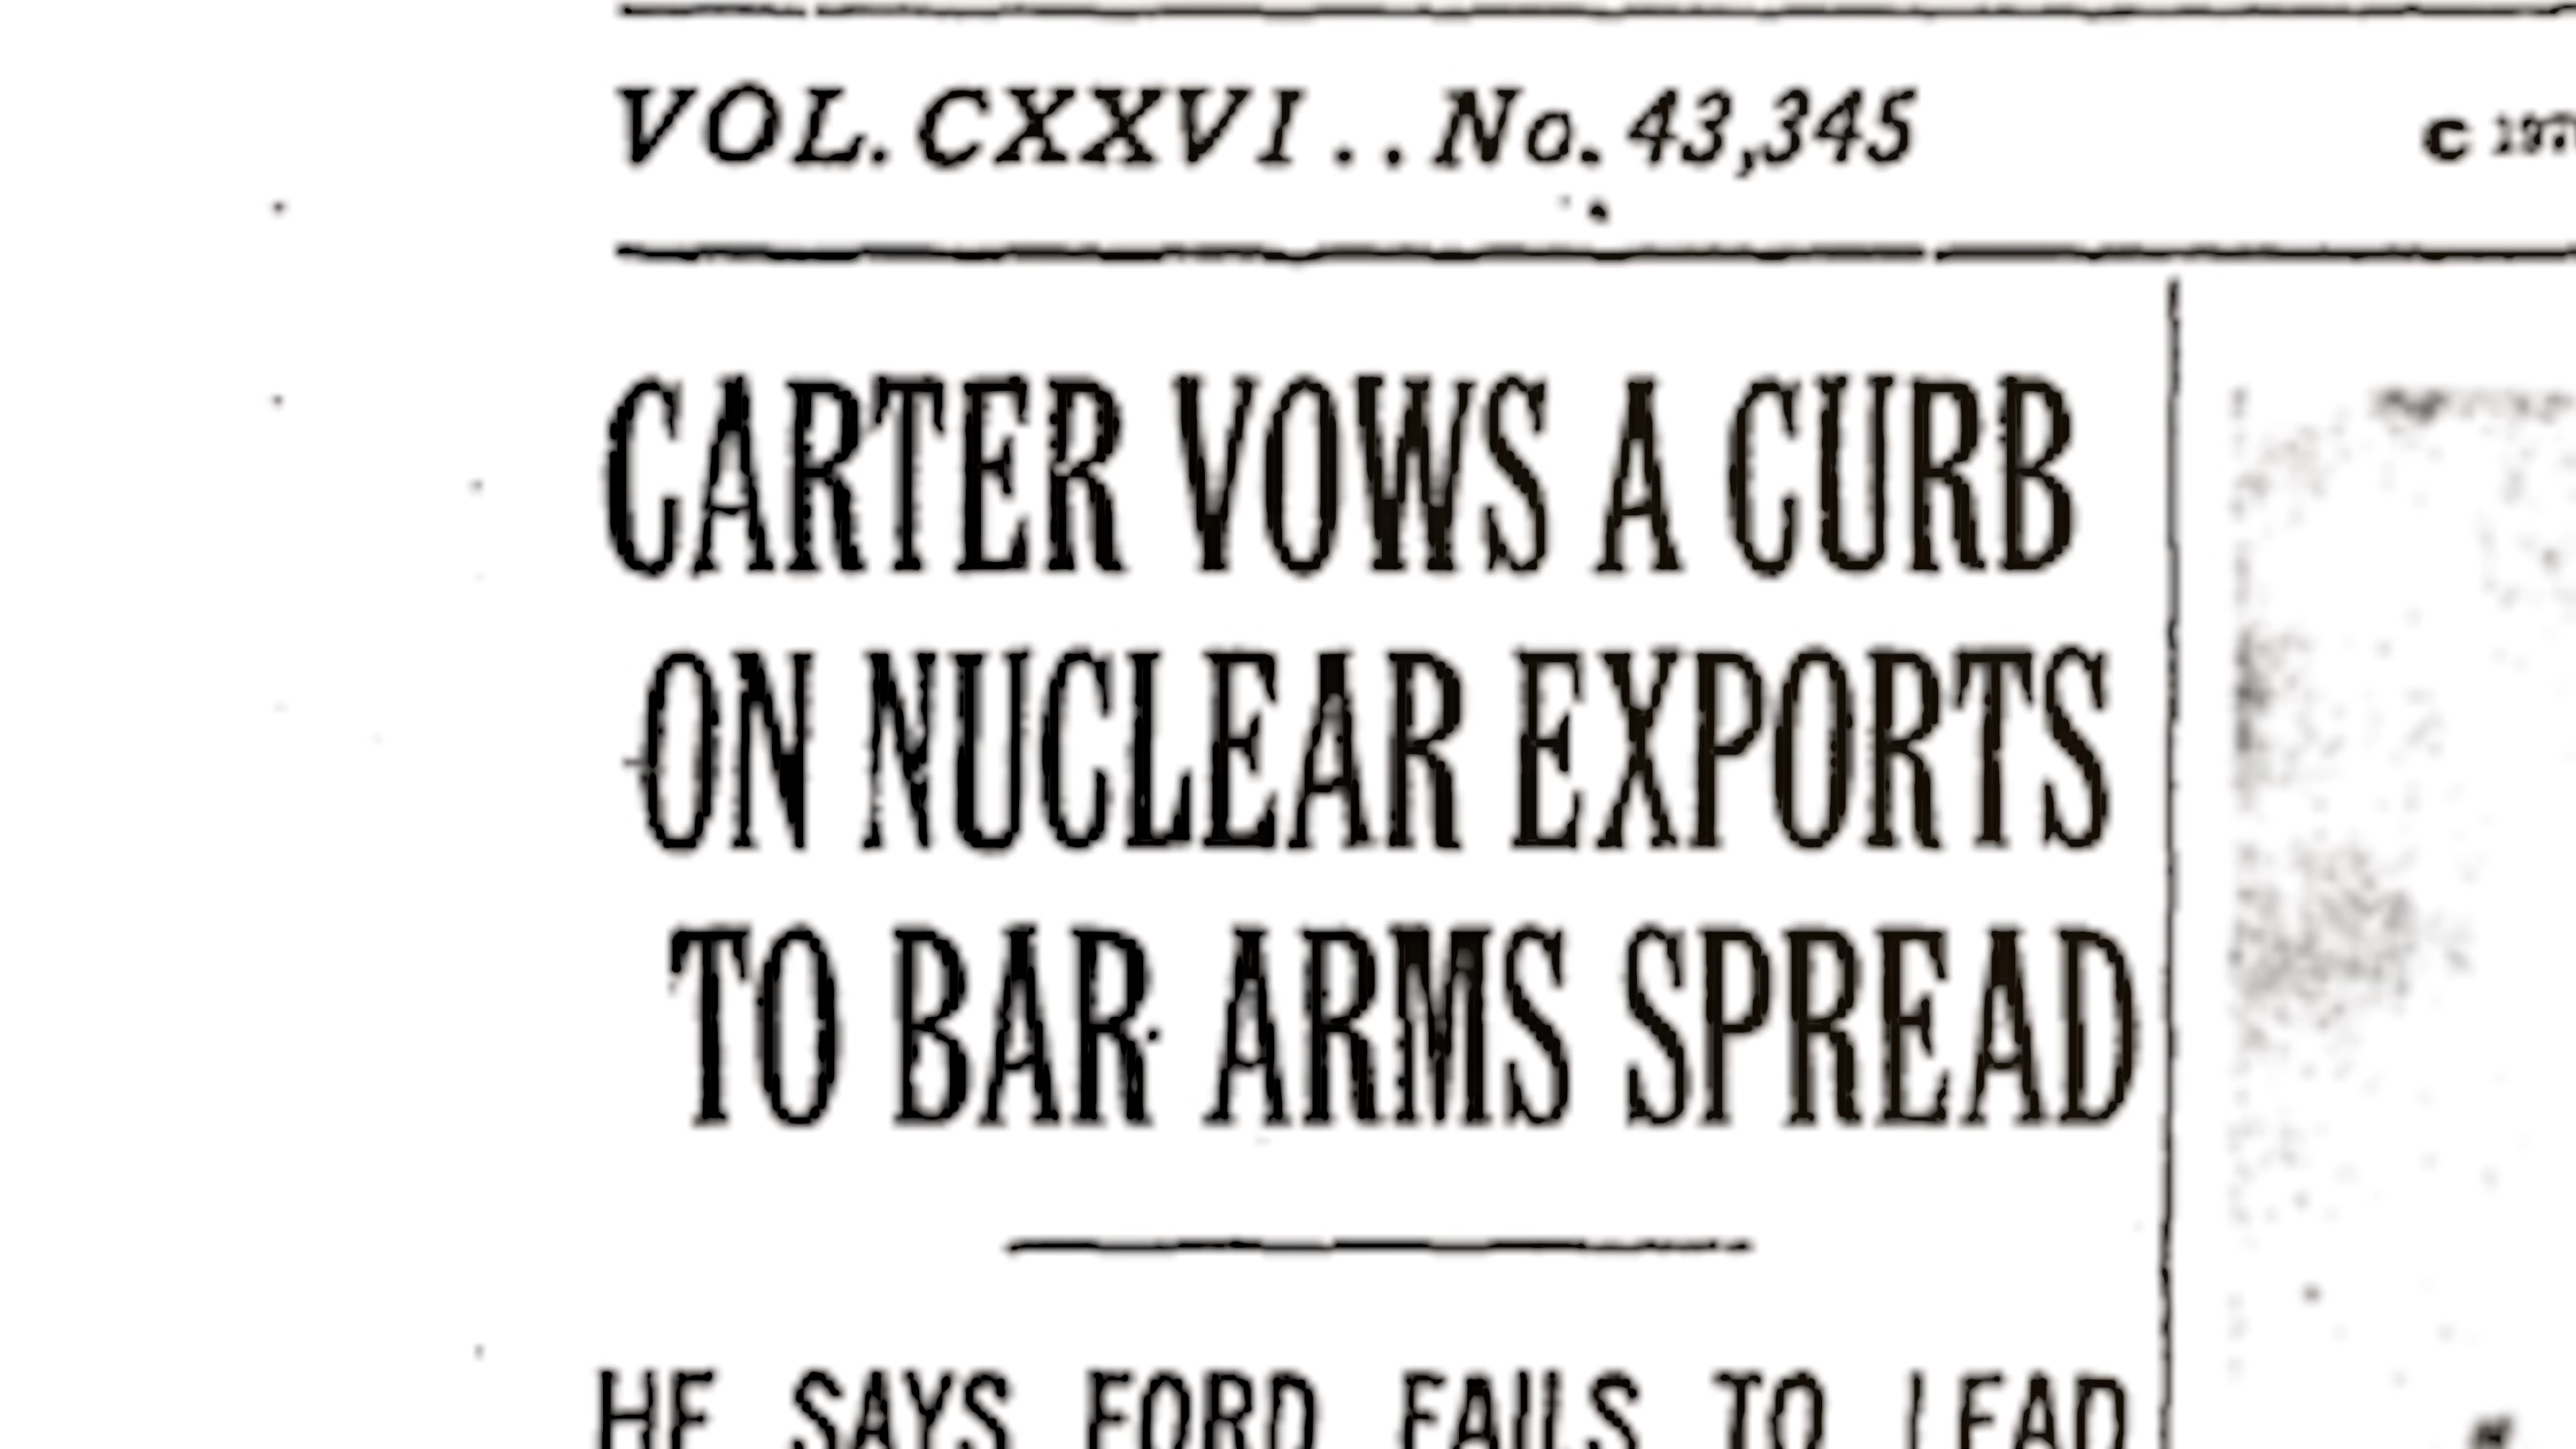 VOL. CXXVI . . No. 43,345
CARTER VOWS A CURB
ON NUCLEAR EXPORTS
TO BAR ARMS SPREAD
HE SAYS FORD FAILS TO LEAD